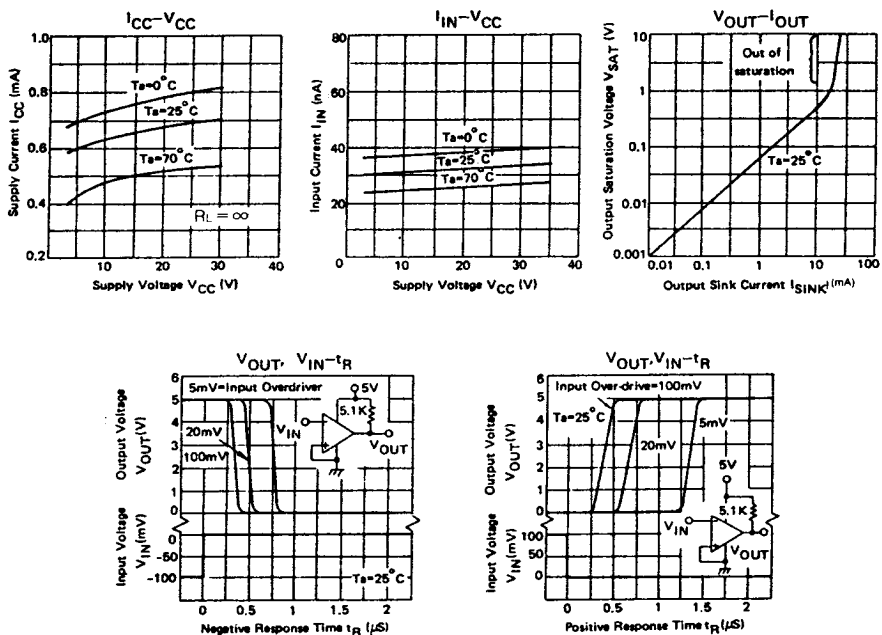 ICC-VCC
Supply Current ICC (mA)
1.0
0.8
0.6
0.4
0.2
Ta=0°C
Ta=25°C
Ta=70°C
RL=∞
0 10 20 30 40
Supply Voltage VCC (V)
IIN-VCC
Input Current IIN (nA)
80
60
40
20
0
Ta=0°C
Ta=25°C
Ta=70°C
0 10 20 30 40
Supply Voltage VCC (V)
VOUT-IOUT
Output Saturation Voltage VSAT (V)
10
1
0.1
0.01
0.001
Out of
saturation
Ta=25°C
0.01 0.1 1 10 100
Output Sink Current ISINK (mA)
VOUT, VIN-tR
Output Voltage
VOUT(V)
6
5
4
3
2
1
0
5mV=Input Overdriver
20mV
100mV
5V
5.1K
VIN
VOUT
Input Voltage
VIN(mV)
0
-50
-100
Ta=25°C
0 0.5 1 1.5 2
Negative Response Time tR (μS)
VOUT,VIN-tR
Output Voltage
VOUT(V)
6
5
4
3
2
1
0
Input Over-drive=100mV
Ta=25°C
5mV
20mV
5V
5.1K
VIN
VOUT
Input Voltage
VIN(mV)
100
50
0
0 0.5 1 1.5 2
Positive Response Time tR (μS)